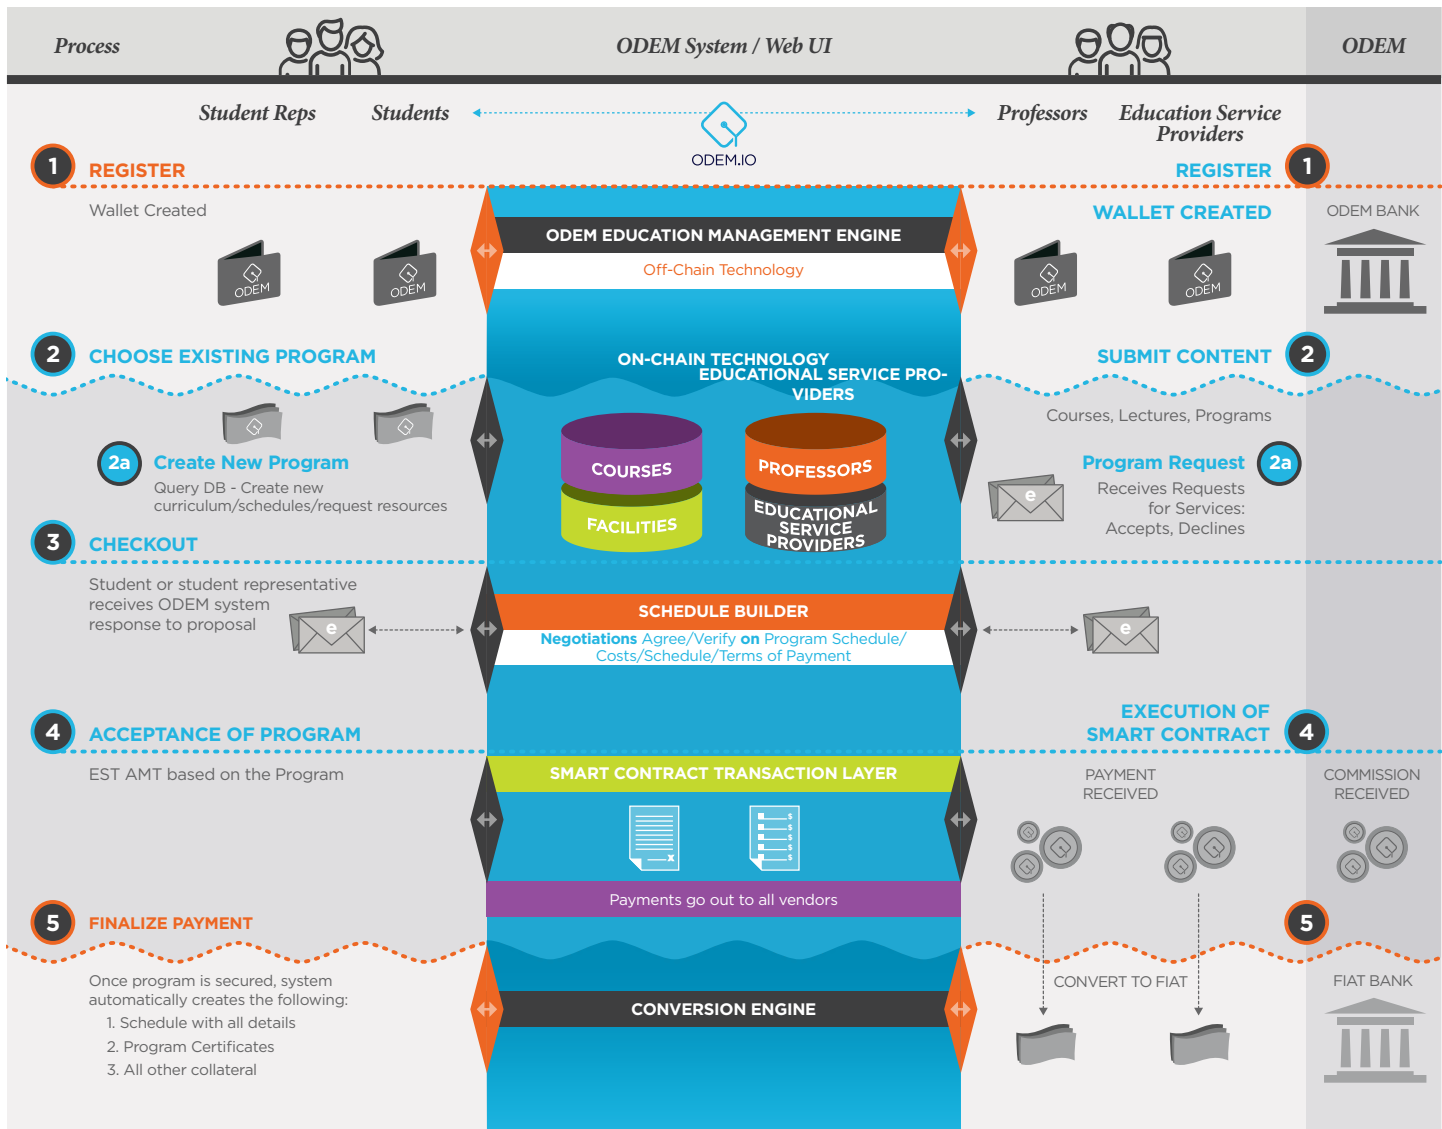 Process
ODEM System / Web UI
ODEM
Student Reps
Students
ODEM.IO
Professors
Education Service
Providers
1
REGISTER
REGISTER
1
Wallet Created
ODEM
ODEM
ODEM EDUCATION MANAGEMENT ENGINE
Off-Chain Technology
WALLET CREATED
ODEM
ODEM
ODEM BANK
2
CHOOSE EXISTING PROGRAM
ON-CHAIN TECHNOLOGY
EDUCATIONAL SERVICE PRO-
VIDERS
SUBMIT CONTENT
2
Courses, Lectures, Programs
2a
Create New Program
Query DB - Create new
curriculum/schedules/request resources
COURSES
FACILITIES
PROFESSORS
EDUCATIONAL
SERVICE
PROVIDERS
e
Program Request
2a
Receives Requests
for Services:
Accepts, Declines
3
CHECKOUT
Student or student representative
receives ODEM system
response to proposal
e
SCHEDULE BUILDER
Negotiations Agree/Verify on Program Schedule/
Costs/Schedule/Terms of Payment
e
4
ACCEPTANCE OF PROGRAM
EST AMT based on the Program
SMART CONTRACT TRANSACTION LAYER
x
$
$
$
$
$
Payments go out to all vendors
EXECUTION OF
SMART CONTRACT
4
PAYMENT
RECEIVED
COMMISSION
RECEIVED
5
FINALIZE PAYMENT
5
Once program is secured, system
automatically creates the following:
1. Schedule with all details
2. Program Certificates
3. All other collateral
CONVERSION ENGINE
CONVERT TO FIAT
FIAT BANK